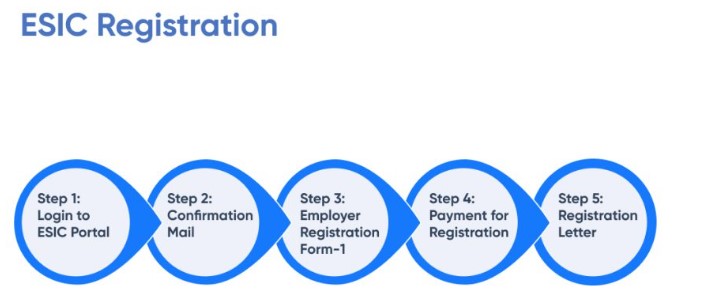 ESIC Registration
Step 1:
Login to
ESIC Portal
Step 2:
Confirmation
Mail
Step 3:
Employer
Registration
Form-1
Step 4:
Payment for
Registration
Step 5:
Registration
Letter